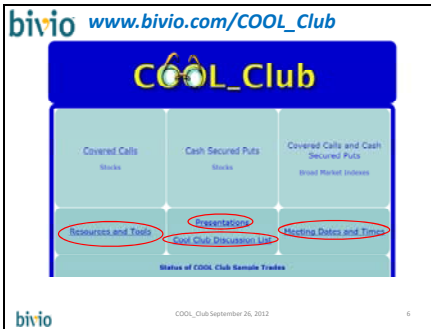 bivio www.bivio.com/COOL_Club
COOL_Club
Covered Calls
Stocks
Cash Secured Puts
Stocks
Covered Calls and Cash
Secured Puts
Broad Market Indexes
Resources and Tools
Presentations
Cool Club Discussion List
Meeting Dates and Times
Status of COOL Club Sample Trades
bivio
COOL_Club September 26, 2012
6